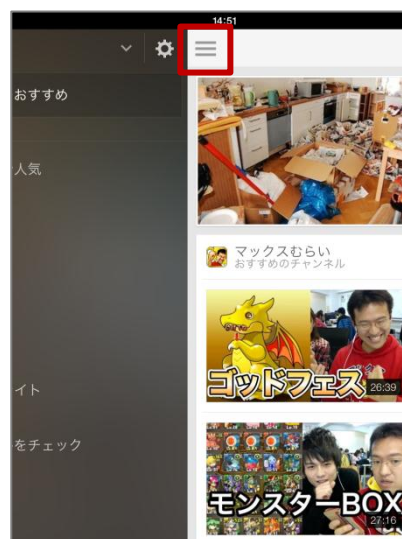 14:51
おすすめ
人気
マックスむらい
おすすめのチャンネル
ゴッドフェス
26:39
イト
をチェック
モンスターBOX
27:16